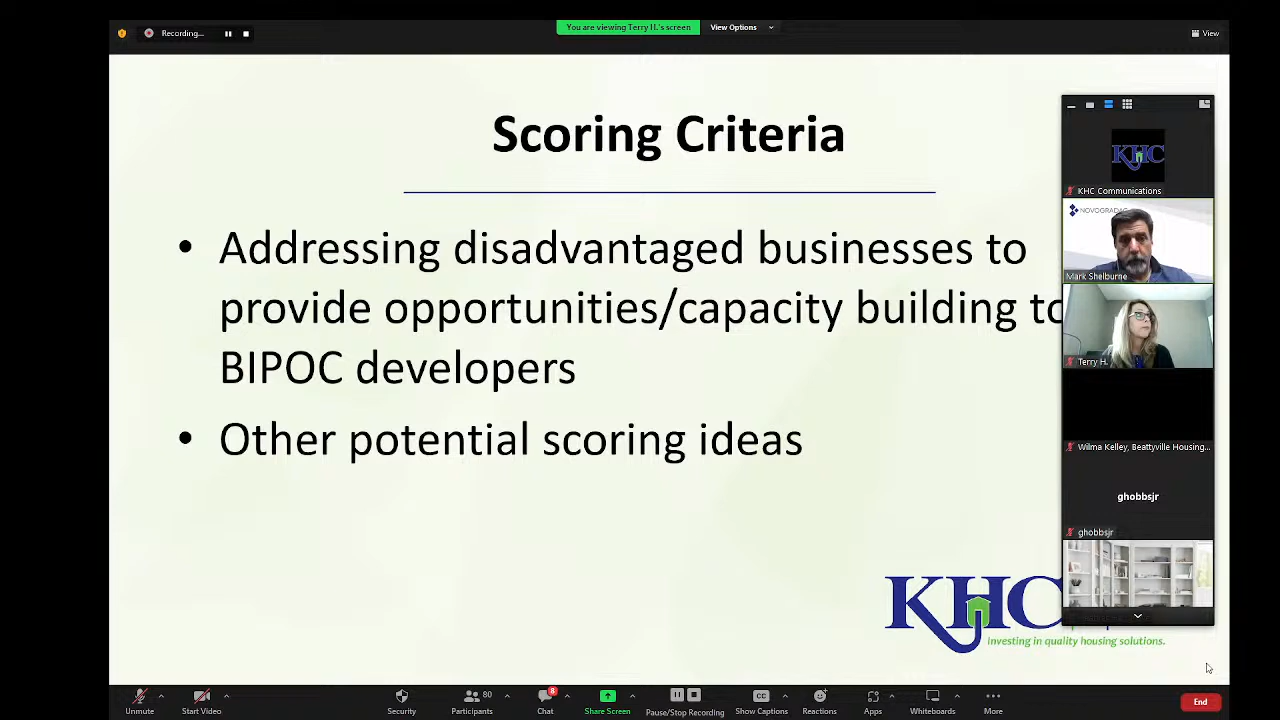 Recording...
You are viewing Terry H.'s screen
View Options
View
Scoring Criteria
• Addressing disadvantaged businesses to
provide opportunities/capacity building to
BIPOC developers
• Other potential scoring ideas
KHC
Investing in quality housing solutions.
KHC
KHC Communications
NOVOGRADAC
Mark Shelburne
Terry H.
Wilma Kelley, Beattyville Housing...
ghobbsjr
ghobbsjr
Unmute
Start Video
Security
Participants
80
Chat
8
Share Screen
Pause/Stop Recording
CC
Show Captions
Reactions
Apps
Whiteboards
More
End